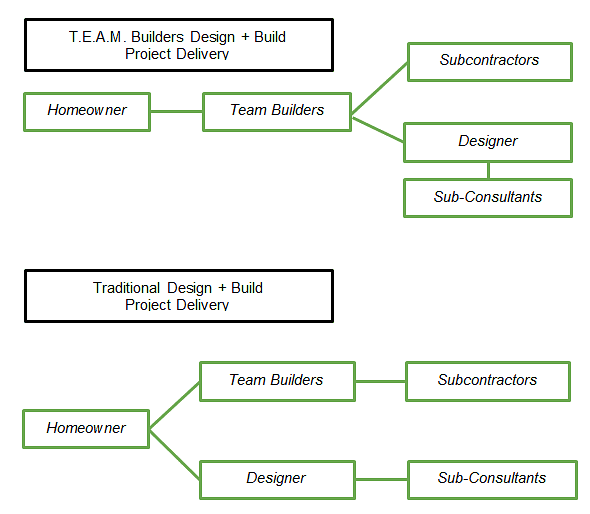 T.E.A.M. Builders Design + Build
Project Delivery
Subcontractors
Homeowner
Team Builders
Designer
Sub-Consultants
Traditional Design + Build
Project Delivery
Team Builders
Subcontractors
Homeowner
Designer
Sub-Consultants